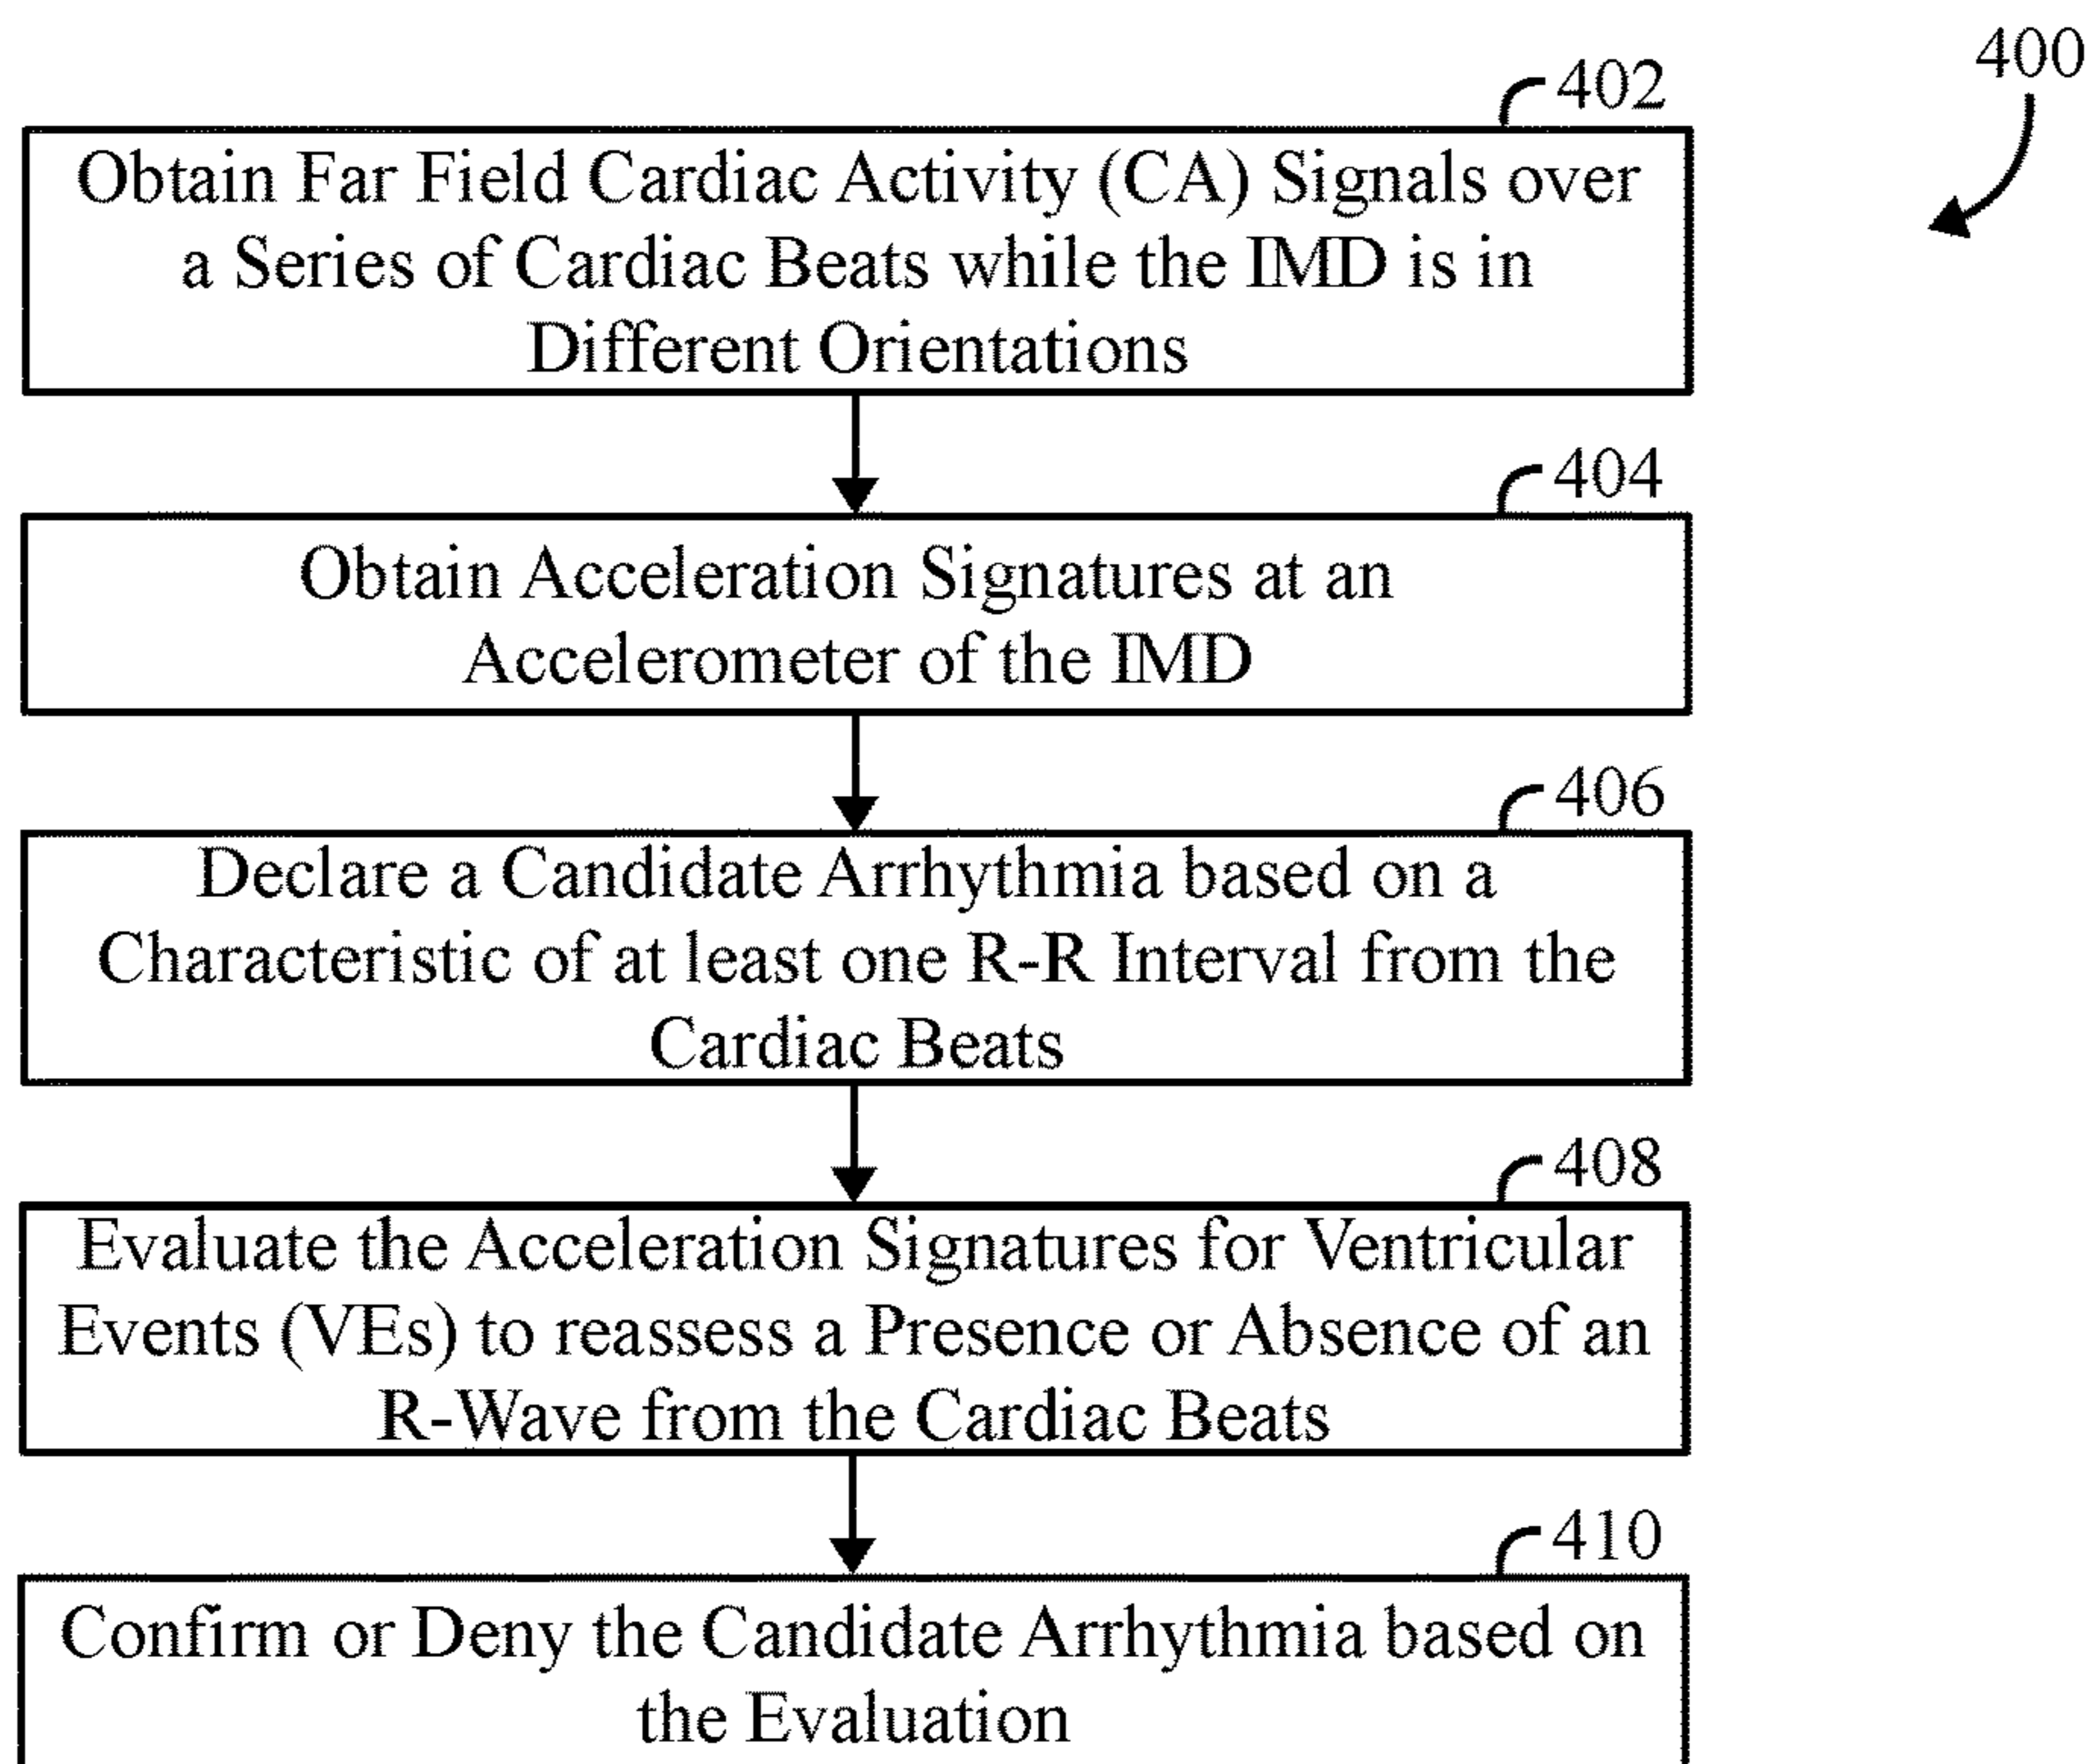 400
402
Obtain Far Field Cardiac Activity (CA) Signals over
a Series of Cardiac Beats while the IMD is in
Different Orientations
404
Obtain Acceleration Signatures at an
Accelerometer of the IMD
406
Declare a Candidate Arrhythmia based on a
Characteristic of at least one R-R Interval from the
Cardiac Beats
408
Evaluate the Acceleration Signatures for Ventricular
Events (VEs) to reassess a Presence or Absence of an
R-Wave from the Cardiac Beats
410
Confirm or Deny the Candidate Arrhythmia based on
the Evaluation